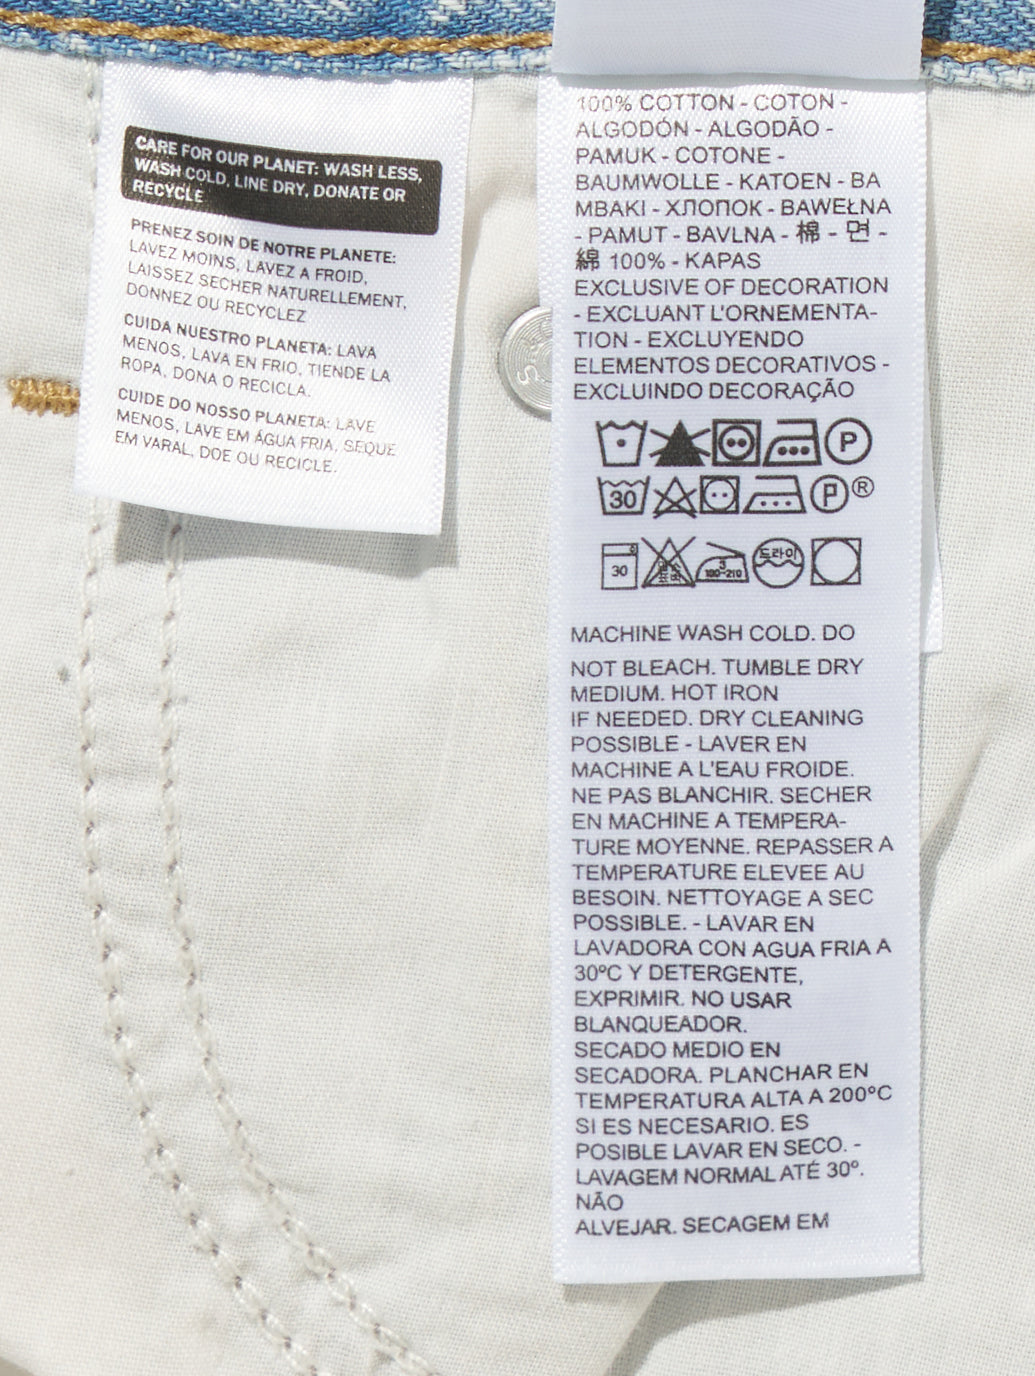 CARE FOR OUR PLANET: WASH LESS,
WASH COLD, LINE DRY, DONATE OR
RECYCLE
PRENEZ SOIN DE NOTRE PLANETE:
LAVEZ MOINS, LAVEZ A FROID,
LAISSEZ SECHER NATURELLEMENT,
DONNEZ OU RECYCLEZ
CUIDA NUESTRO PLANETA: LAVA
MENOS, LAVA EN FRIO, TIENDE LA
ROPA, DONA O RECICLA.
CUIDE DO NOSSO PLANETA: LAVE
MENOS, LAVE EM ÁGUA FRIA, SEQUE
EM VARAL, DOE OU RECICLE.
100% COTTON - COTON -
ALGODÓN - ALGODÃO -
PAMUK - COTONE -
BAUMWOLLE - KATOEN - BA
MBAKI - ХЛОПОК - BAWEŁNA
- PAMUT - BAVLNA - 棉 - 면 -
綿 100% - KAPAS
EXCLUSIVE OF DECORATION
- EXCLUANT L'ORNEMENTA-
TION - EXCLUYENDO
ELEMENTOS DECORATIVOS -
EXCLUINDO DECORAÇÃO
P
30 P ®
30 3 180-210 드라이
MACHINE WASH COLD. DO
NOT BLEACH. TUMBLE DRY
MEDIUM. HOT IRON
IF NEEDED. DRY CLEANING
POSSIBLE - LAVER EN
MACHINE A L'EAU FROIDE.
NE PAS BLANCHIR. SECHER
EN MACHINE A TEMPERA-
TURE MOYENNE. REPASSER A
TEMPERATURE ELEVEE AU
BESOIN. NETTOYAGE A SEC
POSSIBLE. - LAVAR EN
LAVADORA CON AGUA FRIA A
30ºC Y DETERGENTE,
EXPRIMIR. NO USAR
BLANQUEADOR.
SECADO MEDIO EN
SECADORA. PLANCHAR EN
TEMPERATURA ALTA A 200ºC
SI ES NECESARIO. ES
POSIBLE LAVAR EN SECO. -
LAVAGEM NORMAL ATÉ 30º.
NÃO
ALVEJAR. SECAGEM EM